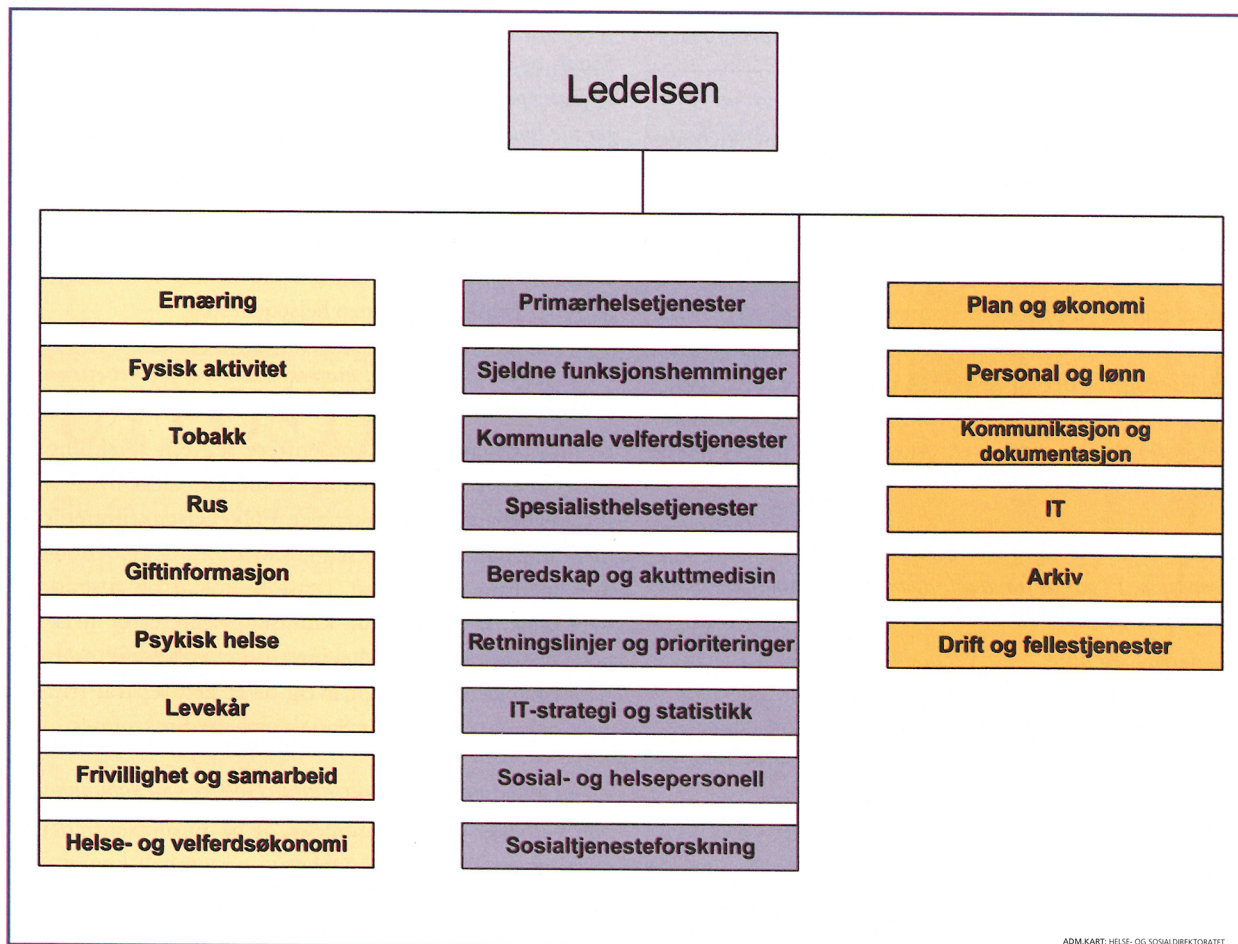 Ledelsen
Ernæring
Fysisk aktivitet
Tobakk
Rus
Giftinformasjon
Psykisk helse
Levekår
Frivillighet og samarbeid
Helse- og velferdsøkonomi
Primærhelsetjenester
Sjeldne funksjonshemminger
Kommunale velferdstjenester
Spesialisthelsetjenester
Beredskap og akuttmedisin
Retningslinjer og prioriteringer
IT-strategi og statistikk
Sosial- og helsepersonell
Sosialtjenesteforskning
Plan og økonomi
Personal og lønn
Kommunikasjon og
dokumentasjon
IT
Arkiv
Drift og fellestjenester
ADM.KART: HELSE- OG SOSIALDIREKTORATET